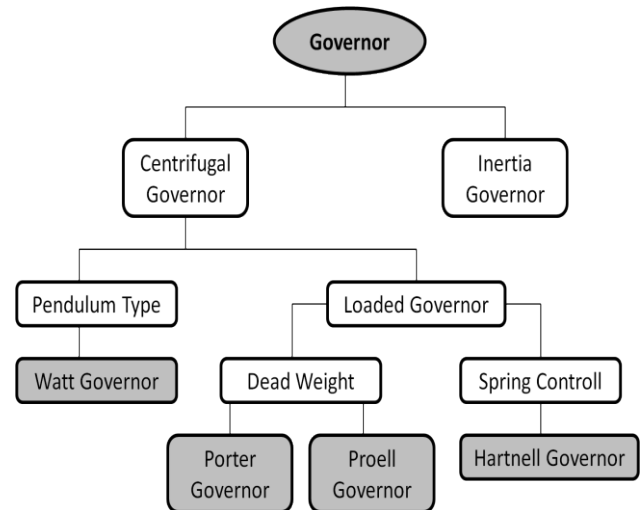 Governor
Centrifugal
Governor
Inertia
Governor
Pendulum Type
Loaded Governor
Watt Governor
Dead Weight
Spring Controll
Porter
Governor
Proell
Governor
Hartnell Governor